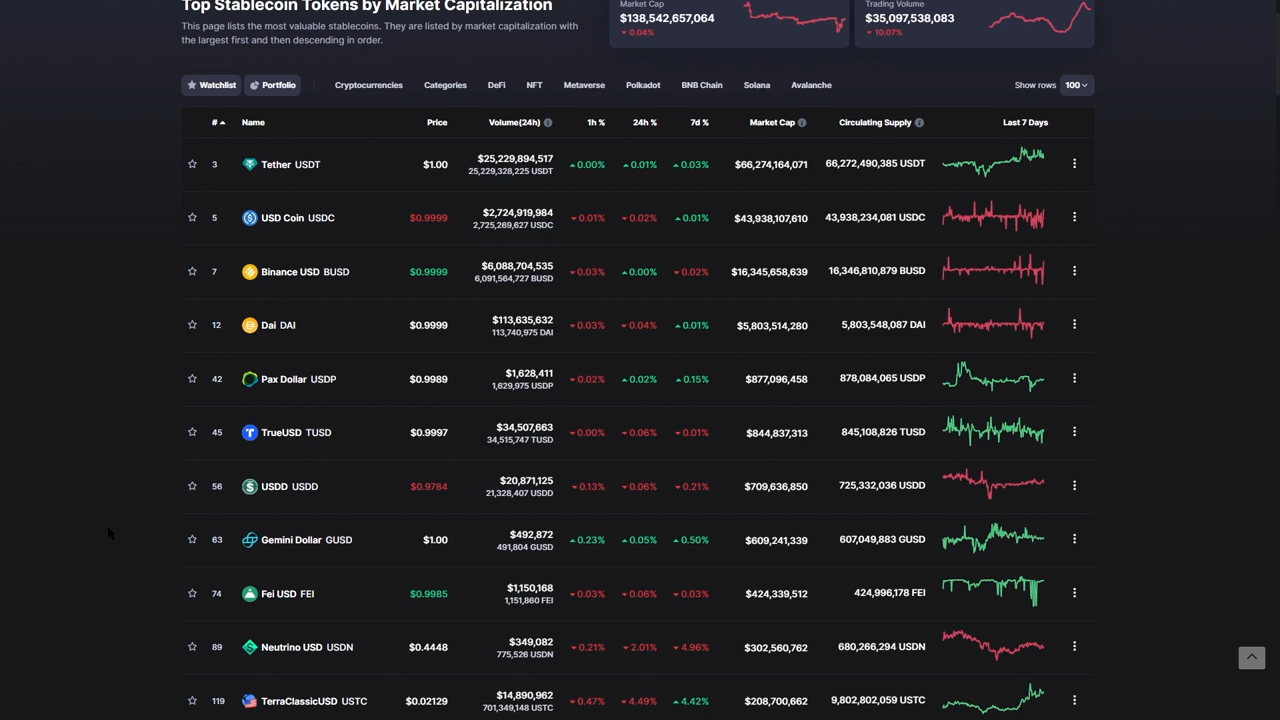 Top Stablecoin Tokens by Market Capitalization
This page lists the most valuable stablecoins. They are listed by market capitalization with
the largest first and then descending in order.
Market Cap
$138,542,657,064
0.04%
Trading Volume
$35,097,538,083
10.07%
Watchlist Portfolio Cryptocurrencies Categories DeFi NFT Metaverse Polkadot BNB Chain Solana Avalanche Show rows 100
# Name Price Volume(24h) 1h % 24h % 7d % Market Cap Circulating Supply Last 7 Days
3 Tether USDT $1.00 $25,229,894,517 0.00% 0.01% 0.03% $66,274,164,071 66,272,490,385 USDT
25,229,328,225 USDT
5 USD Coin USDC $0.9999 $2,724,919,984 0.01% 0.02% 0.01% $43,938,107,610 43,938,234,081 USDC
2,725,269,627 USDC
7 Binance USD BUSD $0.9999 $6,088,704,535 0.03% 0.00% 0.02% $16,345,658,639 16,346,810,879 BUSD
6,091,564,727 BUSD
12 Dai DAI $0.9999 $113,635,632 0.03% 0.04% 0.01% $5,803,514,280 5,803,548,087 DAI
113,740,975 DAI
42 Pax Dollar USDP $0.9989 $1,628,411 0.02% 0.02% 0.15% $877,096,458 878,084,065 USDP
1,629,975 USDP
45 TrueUSD TUSD $0.9997 $34,507,663 0.00% 0.06% 0.01% $844,837,313 845,108,826 TUSD
34,515,747 TUSD
56 USDD USDD $0.9784 $20,871,125 0.13% 0.06% 0.21% $709,636,850 725,332,036 USDD
21,328,407 USDD
63 Gemini Dollar GUSD $1.00 $492,872 0.23% 0.05% 0.50% $609,241,339 607,049,883 GUSD
491,804 GUSD
74 Fei USD FEI $0.9985 $1,150,168 0.03% 0.06% 0.03% $424,339,512 424,996,178 FEI
1,151,860 FEI
89 Neutrino USD USDN $0.4448 $349,082 0.21% 2.01% 4.96% $302,560,762 680,266,294 USDN
775,526 USDN
119 TerraClassicUSD USTC $0.02129 $14,890,962 0.47% 4.49% 4.42% $208,700,662 9,802,802,059 USTC
701,349,148 USTC